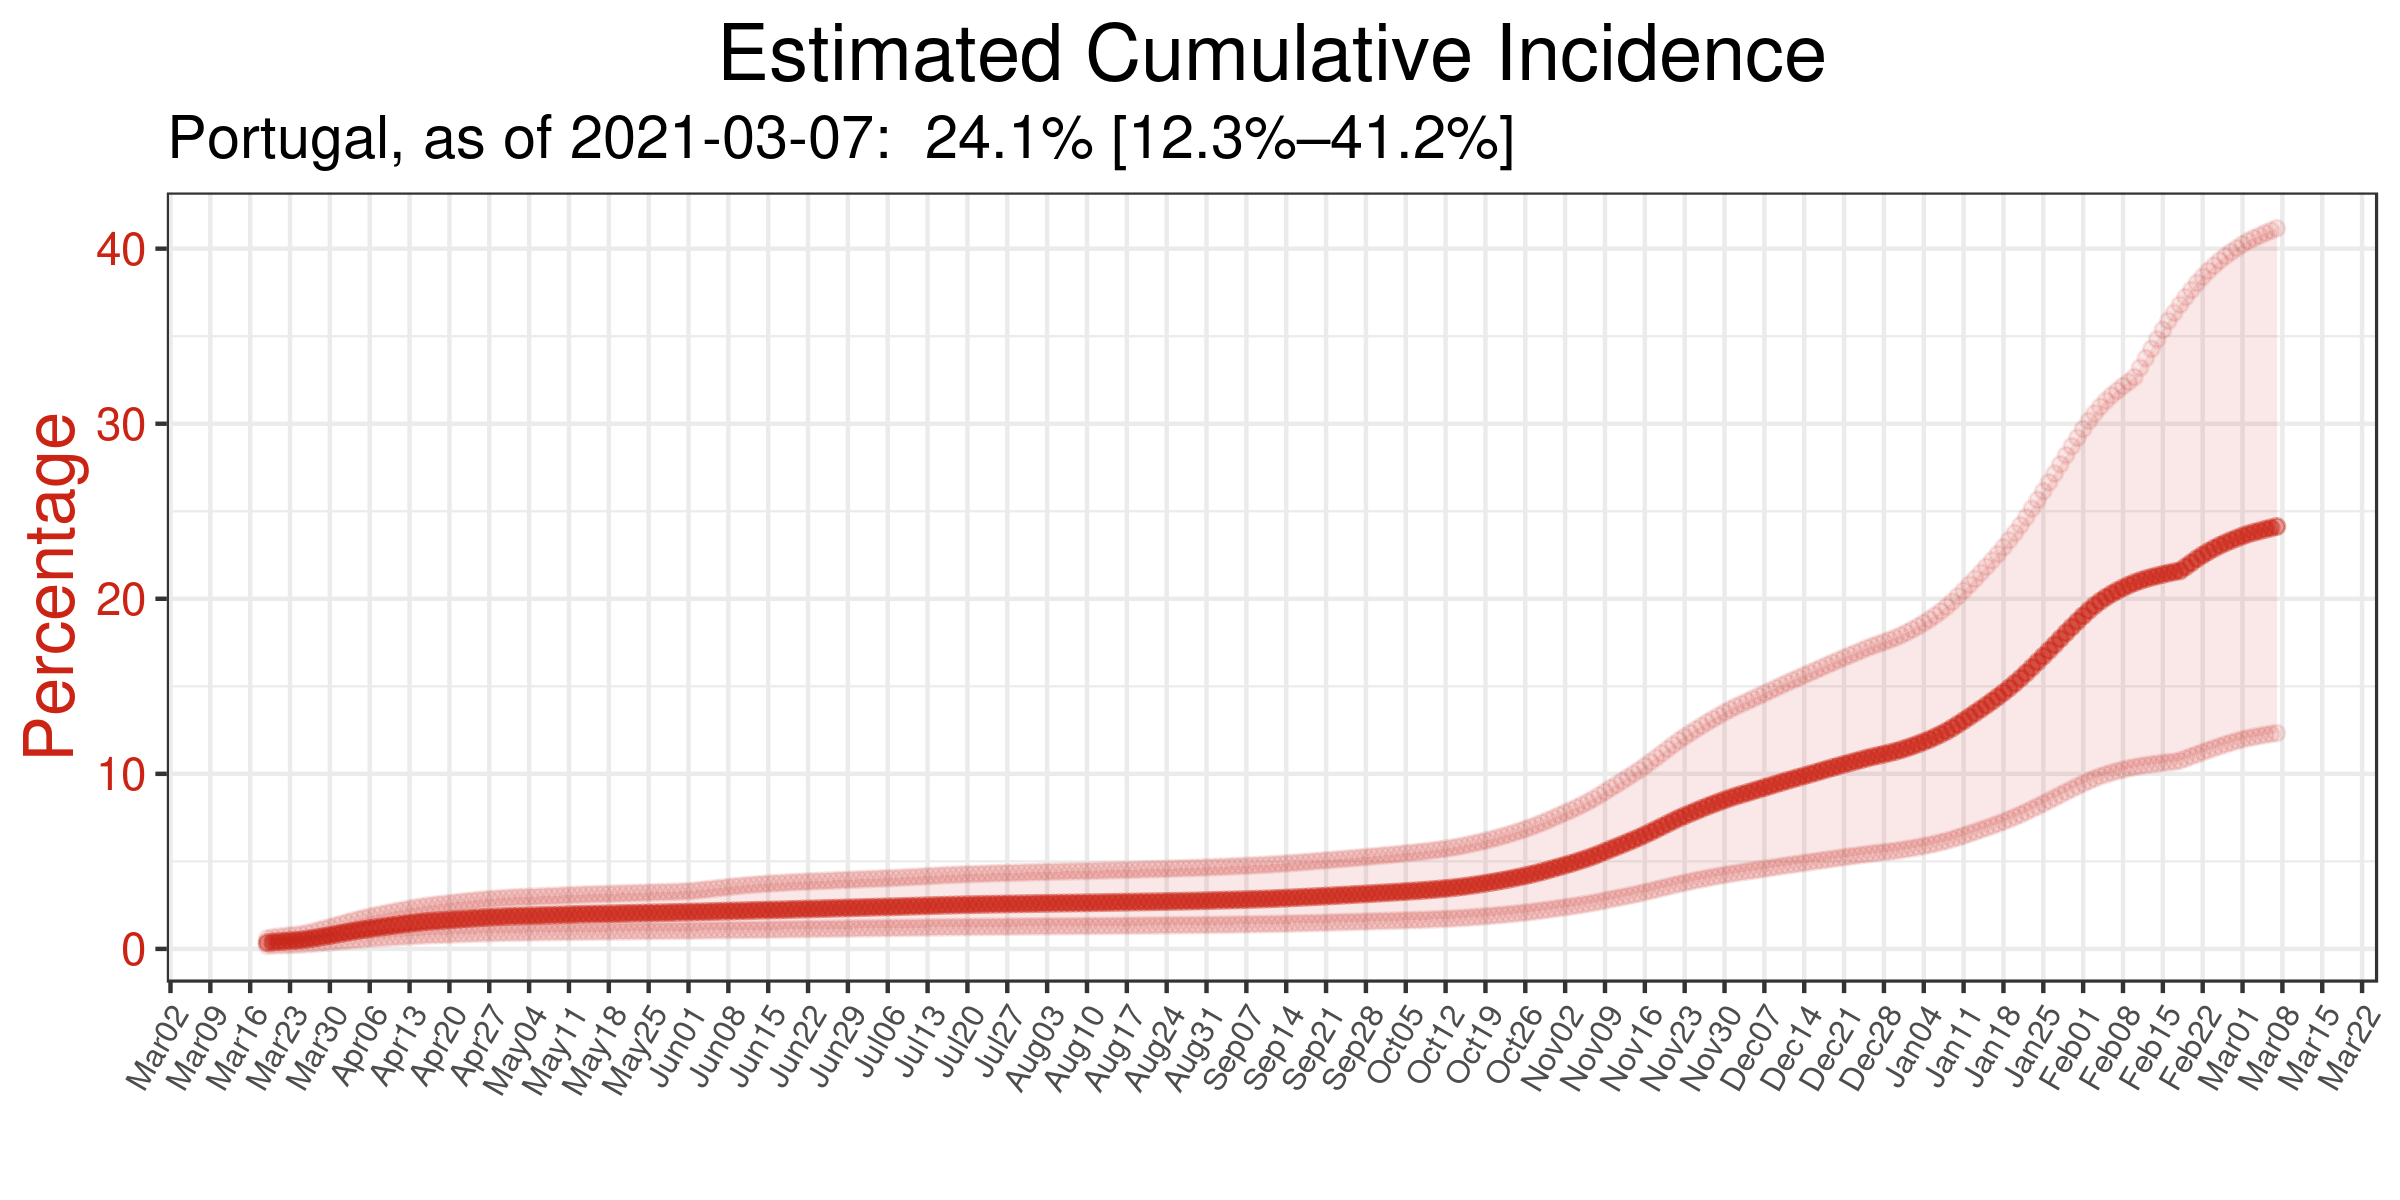 Estimated Cumulative Incidence
Portugal, as of 2021-03-07:  24.1% [12.3%–41.2%]
Percentage
40
30
20
10
0
Mar02
Mar09
Mar16
Mar23
Mar30
Apr06
Apr13
Apr20
Apr27
May04
May11
May18
May25
Jun01
Jun08
Jun15
Jun22
Jun29
Jul06
Jul13
Jul20
Jul27
Aug03
Aug10
Aug17
Aug24
Aug31
Sep07
Sep14
Sep21
Sep28
Oct05
Oct12
Oct19
Oct26
Nov02
Nov09
Nov16
Nov23
Nov30
Dec07
Dec14
Dec21
Dec28
Jan04
Jan11
Jan18
Jan25
Feb01
Feb08
Feb15
Feb22
Mar01
Mar08
Mar15
Mar22